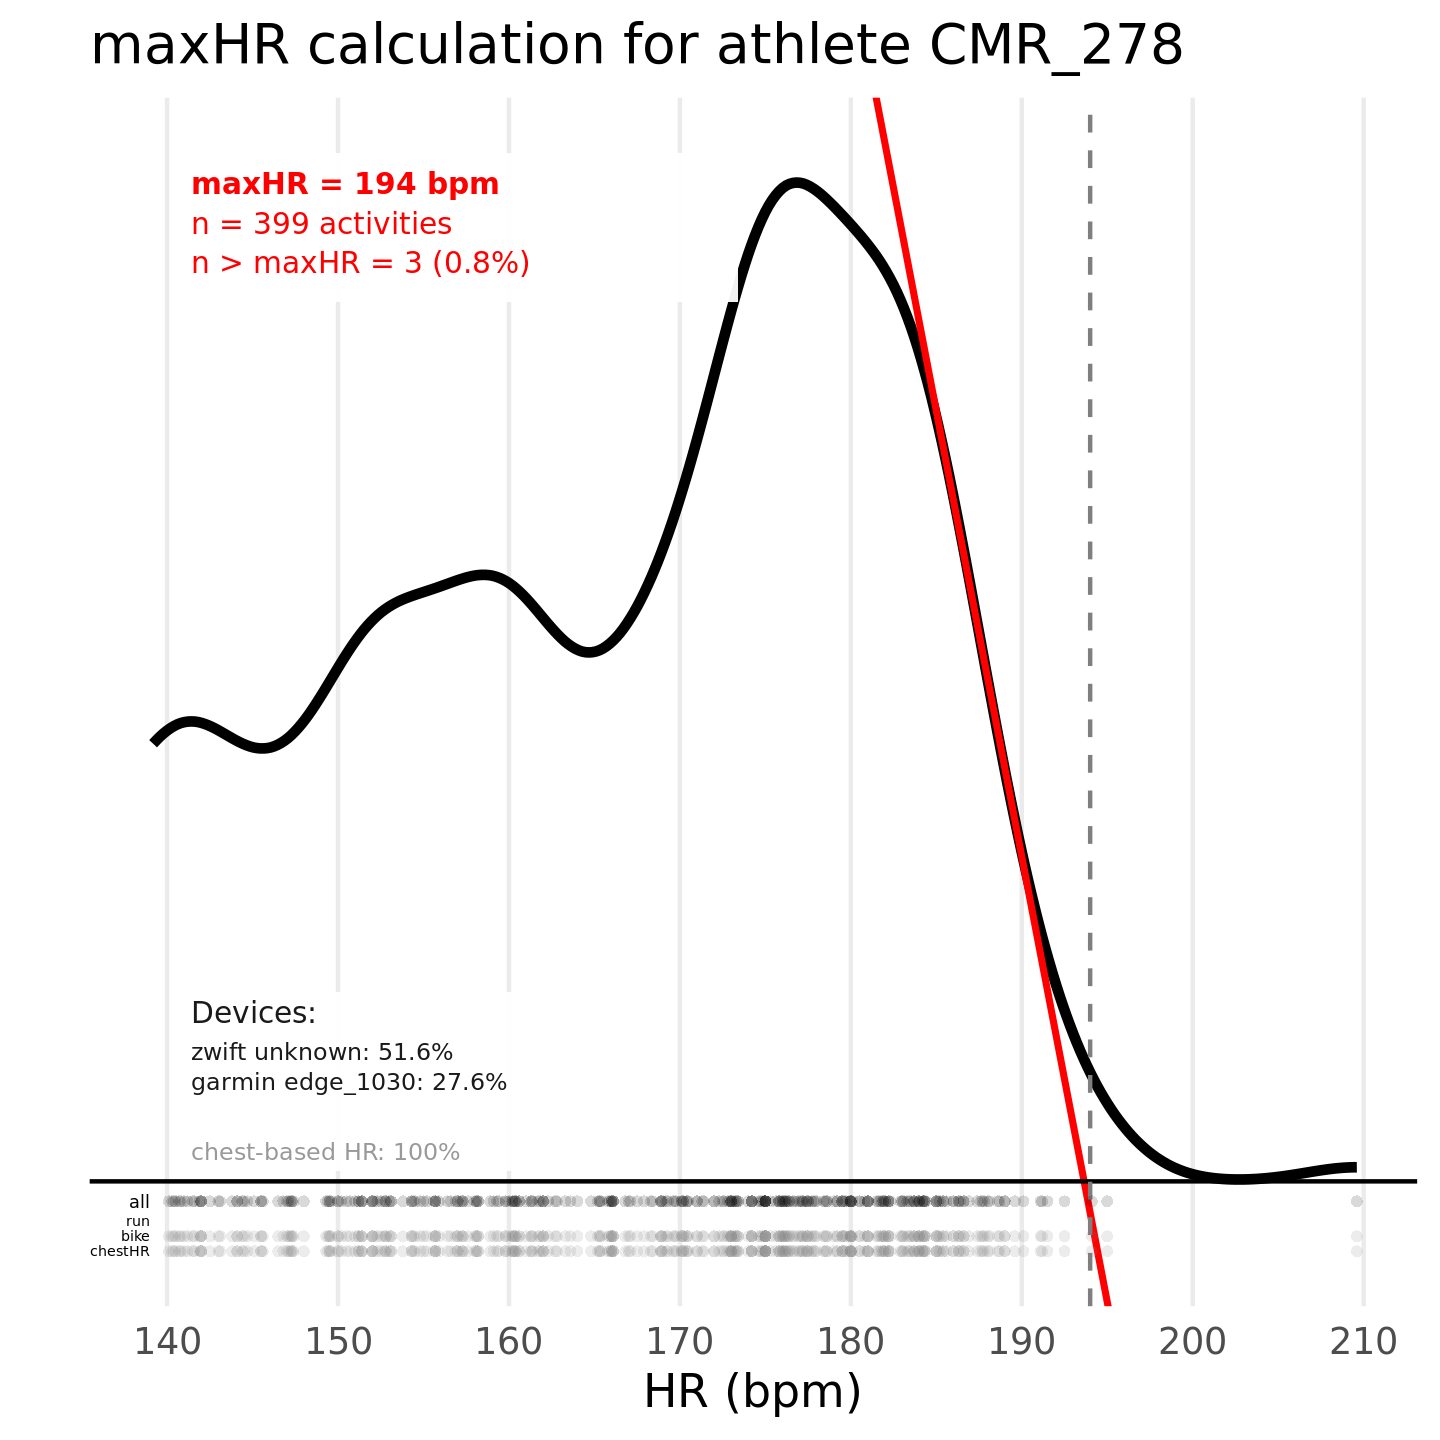 maxHR calculation for athlete CMR_278
maxHR = 194 bpm
n = 399 activities
n > maxHR = 3 (0.8%)
Devices:
zwift unknown: 51.6%
garmin edge_1030: 27.6%
chest-based HR: 100%
all
run
bike
chestHR
140 150 160 170 180 190 200 210
HR (bpm)